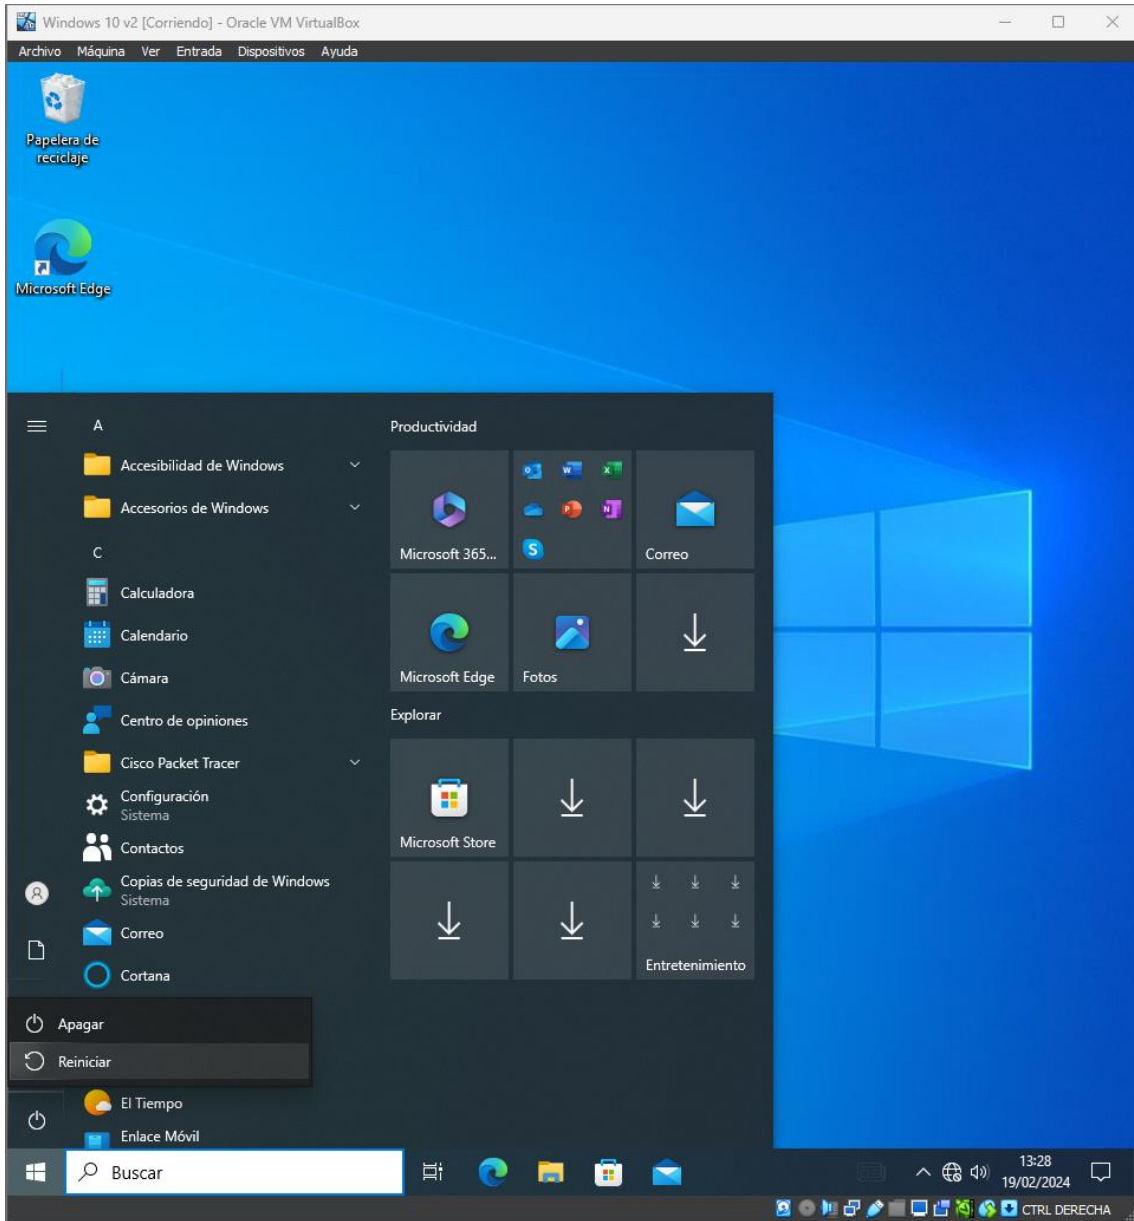 Windows 10 v2 [Corriendo] - Oracle VM VirtualBox
Archivo Máquina Ver Entrada Dispositivos Ayuda
Papelera de
reciclaje
Microsoft Edge
A
Accesibilidad de Windows
Accesorios de Windows
C
Calculadora
Calendario
Cámara
Centro de opiniones
Cisco Packet Tracer
Configuración
Sistema
Contactos
Copias de seguridad de Windows
Sistema
Correo
Cortana
Apagar
Reiniciar
El Tiempo
Enlace Móvil
Productividad
Microsoft 365...
Correo
Microsoft Edge
Fotos
Explorar
Microsoft Store
Entretenimiento
Buscar
13:28
19/02/2024
CTRL DERECHA